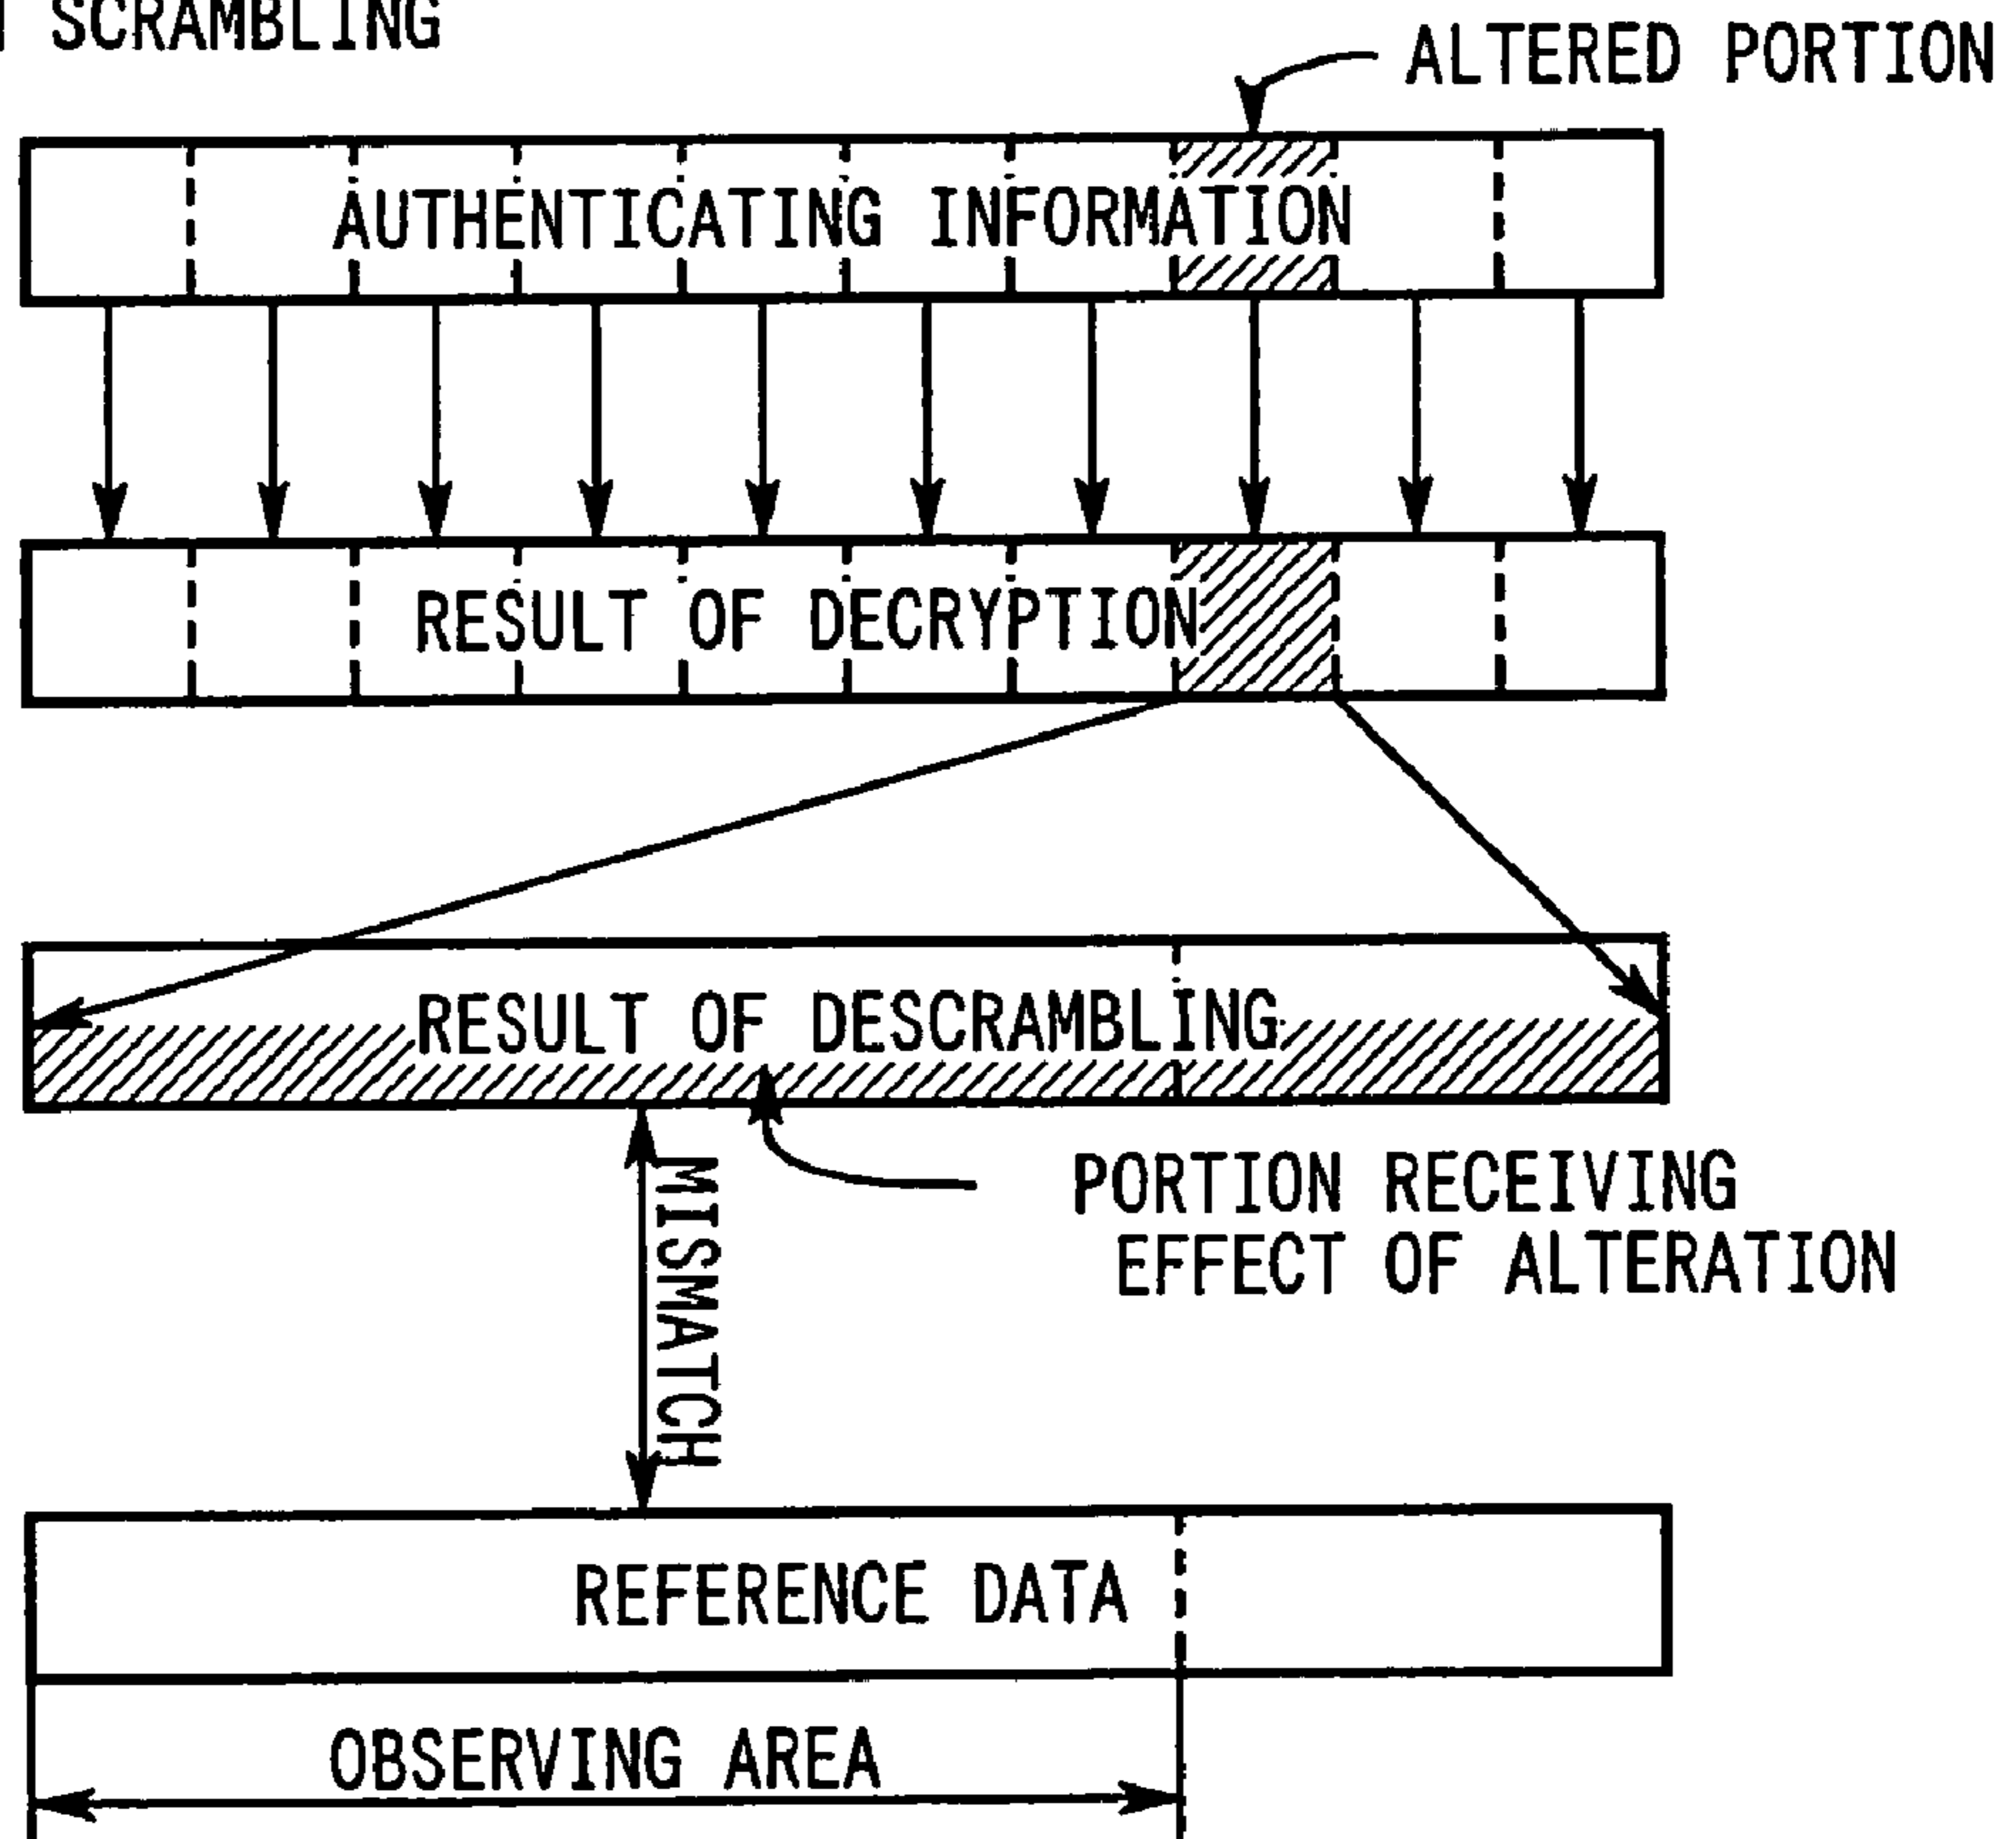 SCRAMBLING
ALTERED PORTION
AUTHENTICATING INFORMATION
RESULT OF DECRYPTION
RESULT OF DESCRAMBLING
MISMATCH
PORTION RECEIVING
EFFECT OF ALTERATION
REFERENCE DATA
OBSERVING AREA